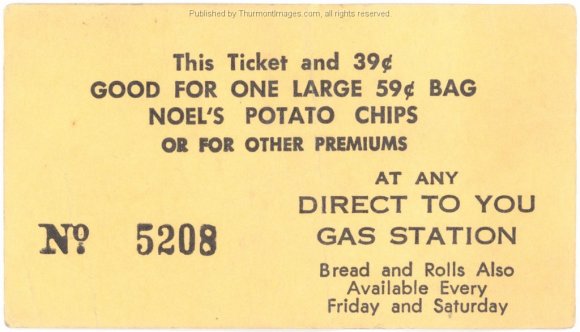 Published by Thurmontimages.com, all rights reserved.
This Ticket and 39¢
GOOD FOR ONE LARGE 59¢ BAG
NOEL'S POTATO CHIPS
OR FOR OTHER PREMIUMS
AT ANY
DIRECT TO YOU
GAS STATION
Nº 5208
Bread and Rolls Also
Available Every
Friday and Saturday